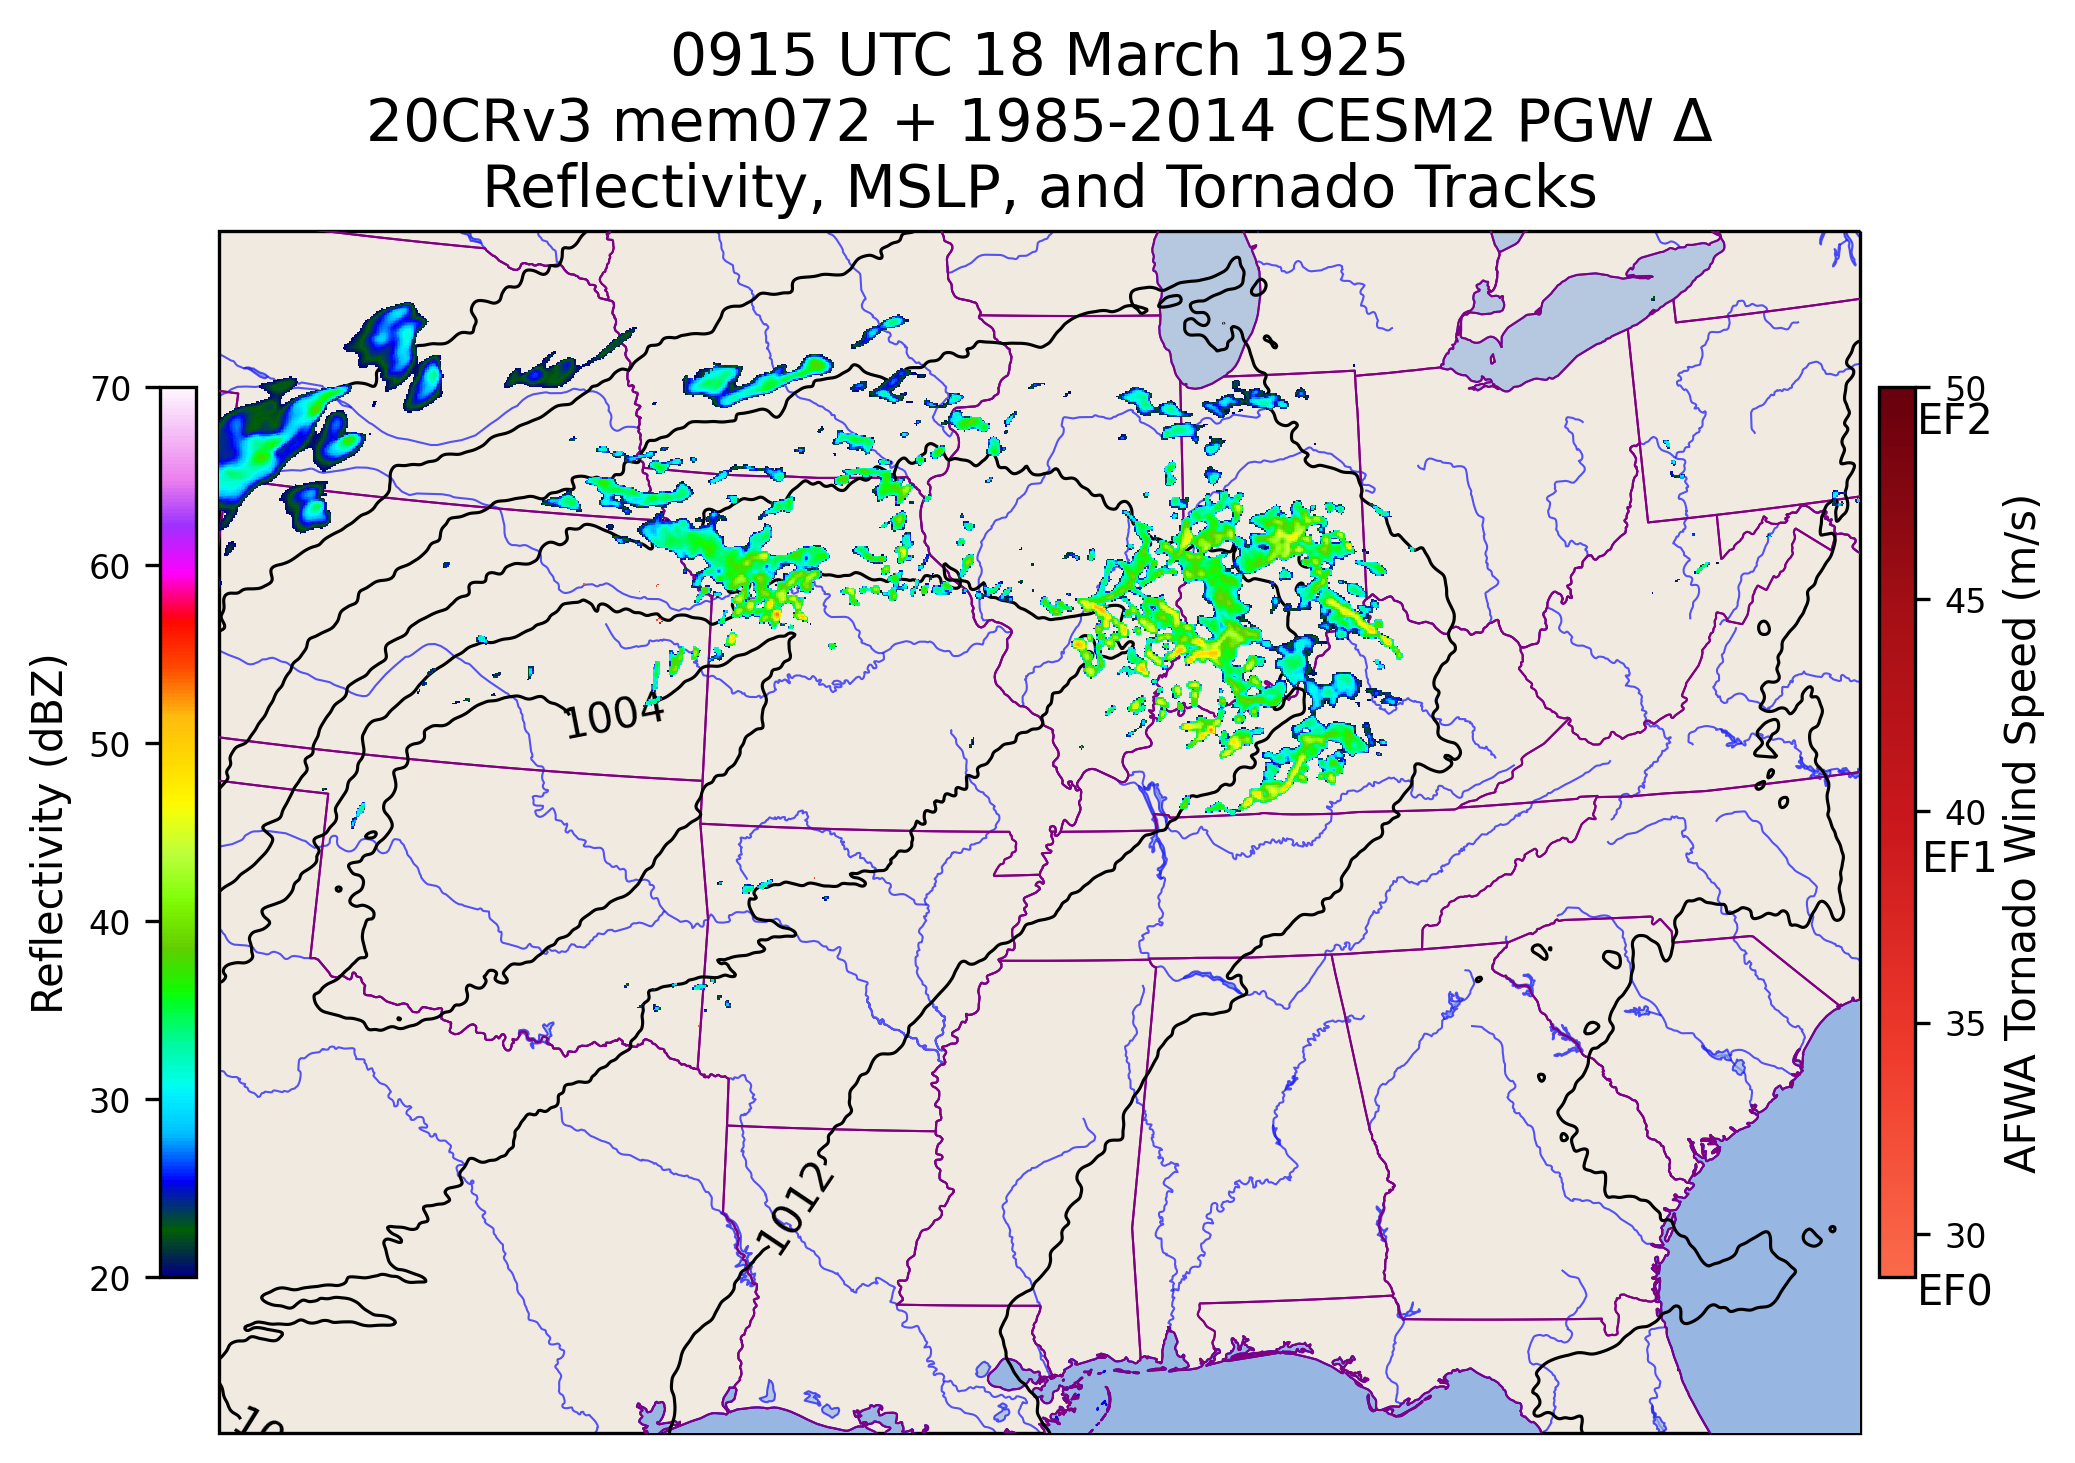 0915 UTC 18 March 1925
20CRv3 mem072 + 1985-2014 CESM2 PGW Δ
Reflectivity, MSLP, and Tornado Tracks
Reflectivity (dBZ)
70
60
50
40
30
20
1004
1012
10
50
EF2
45
40
EF1
35
30
EF0
AFWA Tornado Wind Speed (m/s)